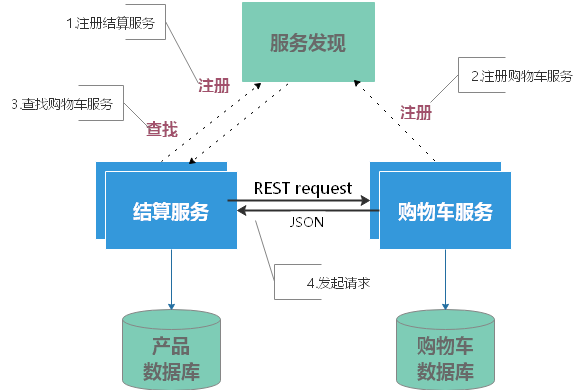 1.注册结算服务
服务发现
2.注册购物车服务
注册
注册
3.查找购物车服务
查找
REST request
结算服务
购物车服务
JSON
4.发起请求
产品
数据库
购物车
数据库